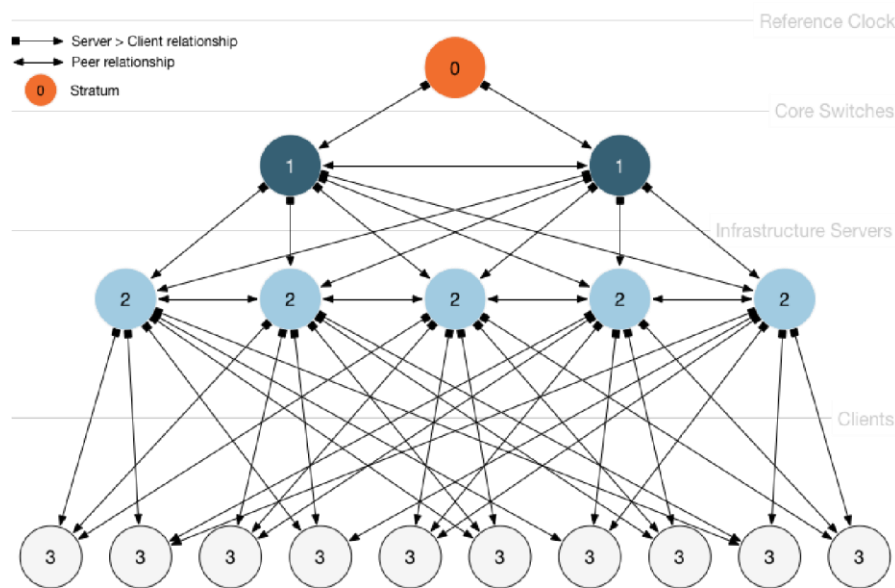 Reference Clock
Server > Client relationship
Peer relationship
0 Stratum
0
Core Switches
1 1
Infrastructure Servers
2 2 2 2 2
Clients
3 3 3 3 3 3 3 3 3 3